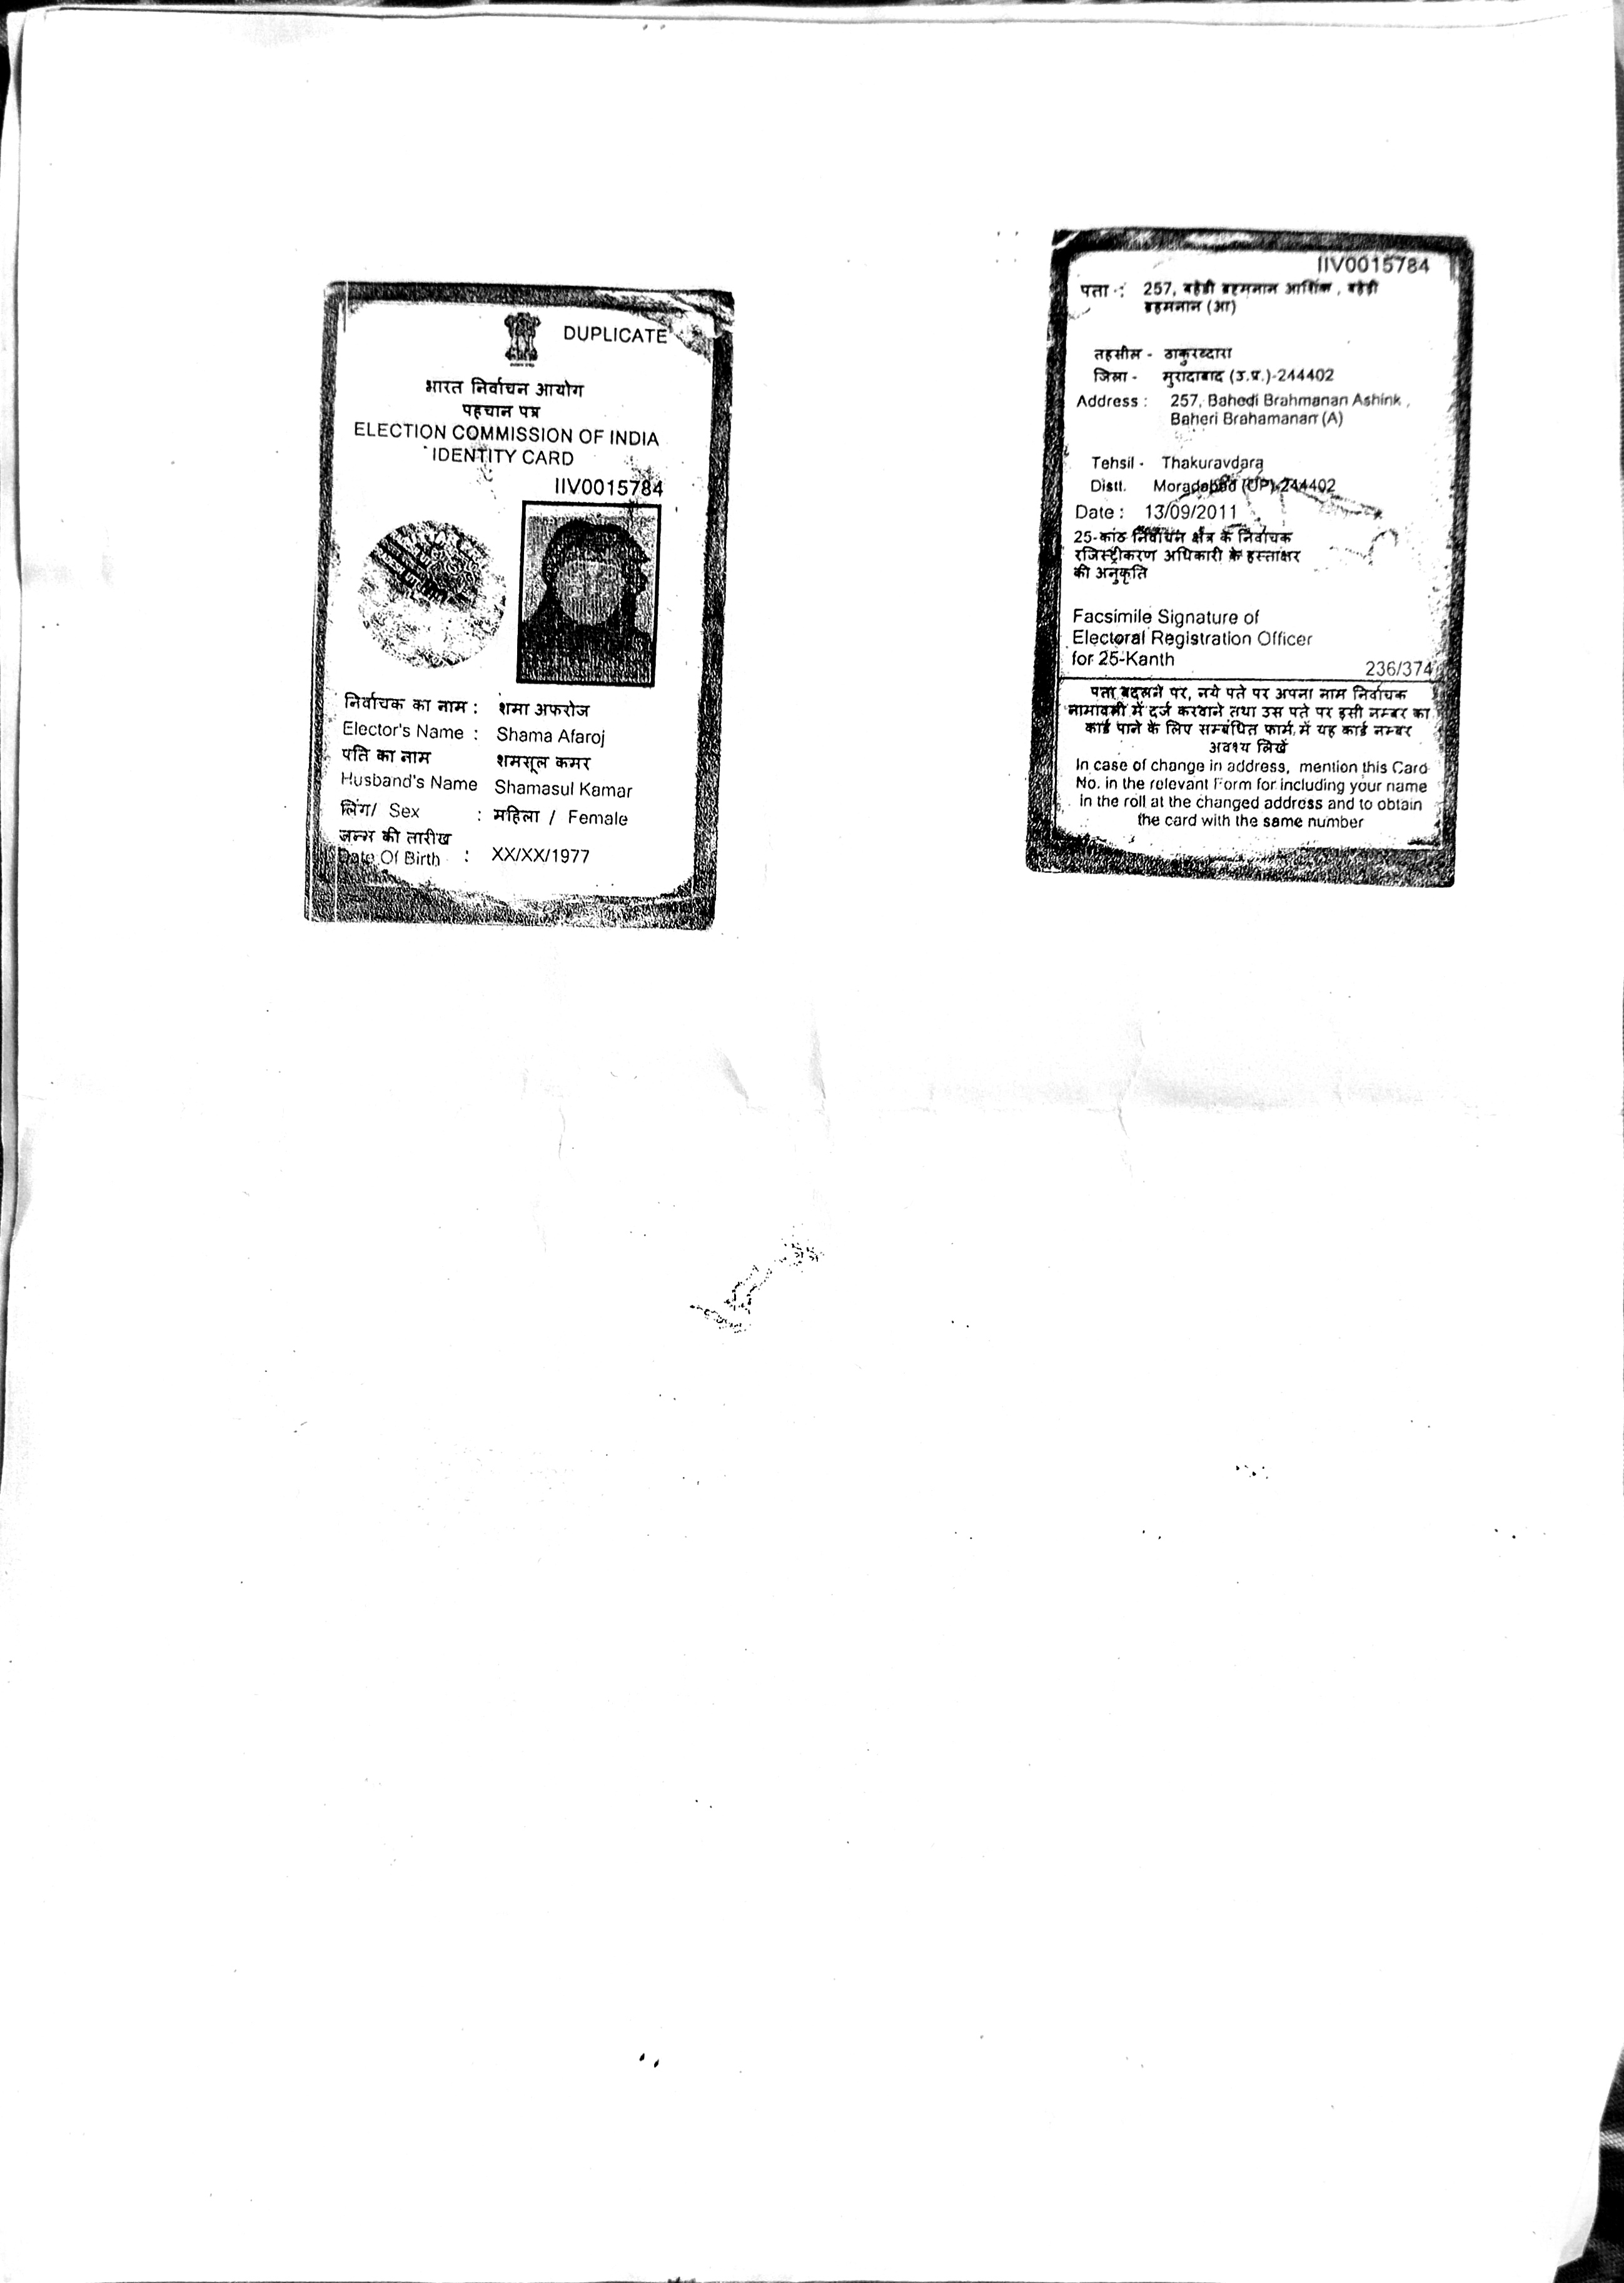 DUPLICATE
भारत निर्वाचन आयोग
पहचान पत्र
ELECTION COMMISSION OF INDIA
IDENTITY CARD
IIV0015784
निर्वाचक का नाम : शमा अफरोज
Elector's Name : Shama Afaroj
पति का नाम शमसूल कमर
Husband's Name Shamasul Kamar
लिंग/ Sex : महिला / Female
जन्म की तारीख
Date Of Birth : XX/XX/1977
IIV0015784
पता : 257, बहेडी ब्रहमनान आशिंक , बहेडी
ब्रहमनान (आ)
तहसील - ठाकुरव्दारा
जिला - मुरादाबाद (उ.प्र.)-244402
Address : 257, Bahedi Brahmanan Ashink ,
Baheri Brahamanan (A)
Tehsil - Thakuravdara
Distt. Moradabad (UP)-244402
Date : 13/09/2011
25-कांठ निर्वाचन क्षेत्र के निर्वाचक
रजिस्ट्रीकरण अधिकारी के हस्ताक्षर
की अनुकृति
Facsimile Signature of
Electoral Registration Officer
for 25-Kanth
236/374
पता बदलने पर, नये पते पर अपना नाम निर्वाचक
नामावली में दर्ज करवाने तथा उस पते पर इसी नम्बर का
कार्ड पाने के लिए सम्बंधित फार्म में यह कार्ड नम्बर
अवश्य लिखें
In case of change in address, mention this Card
No. in the relevant Form for including your name
in the roll at the changed address and to obtain
the card with the same number